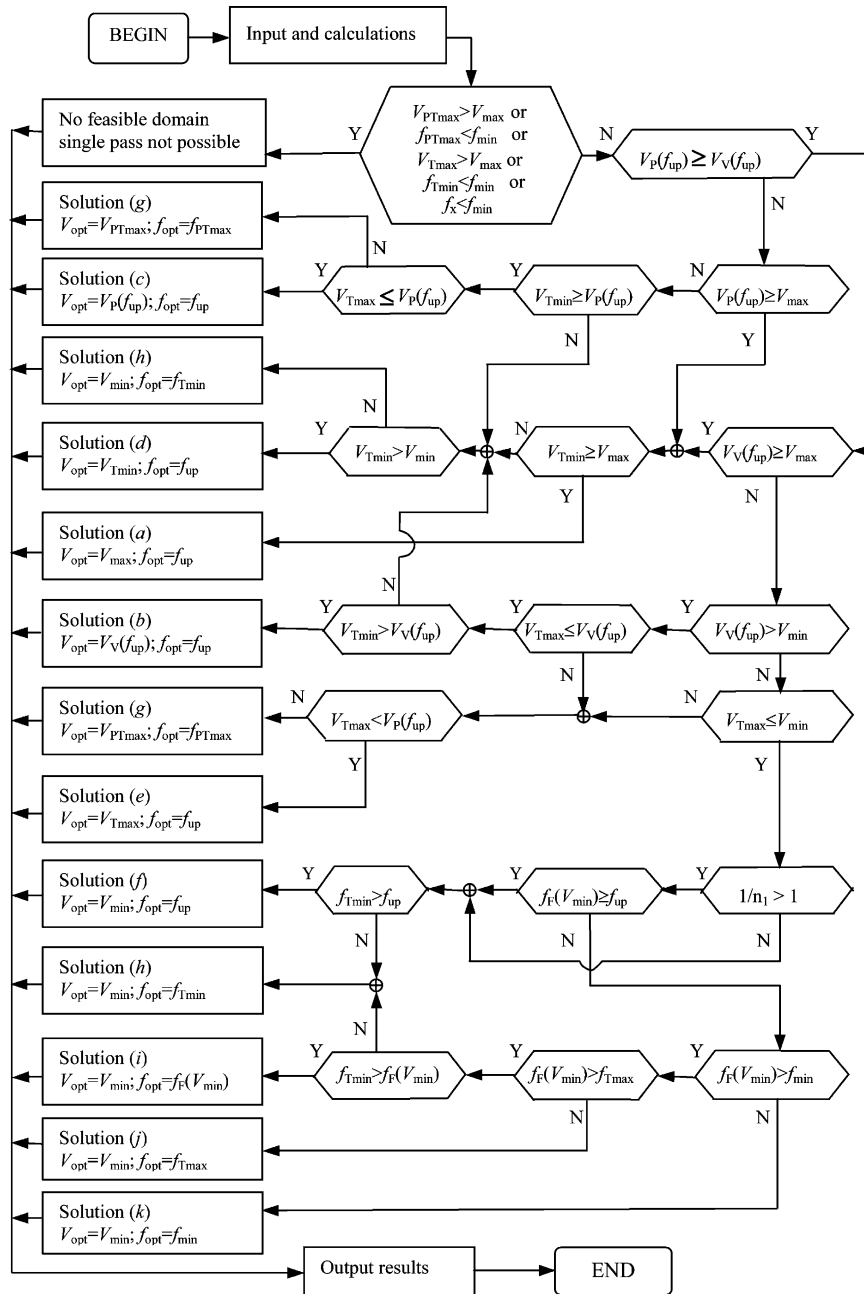 BEGIN
Input and calculations
No feasible domain
single pass not possible
Y
V_PTmax>V_max or
f_PTmax<f_min or
V_Tmax>V_max or
f_Tmin<f_min or
f_x<f_min
N
V_P(f_up) ≥ V_V(f_up)
Y
N
Solution (g)
V_opt=V_PTmax; f_opt=f_PTmax
N
Solution (c)
V_opt=V_P(f_up); f_opt=f_up
Y
V_Tmax ≤ V_P(f_up)
Y
V_Tmin≥V_P(f_up)
N
V_P(f_up)≥V_max
N
Y
Solution (h)
V_opt=V_min; f_opt=f_Tmin
N
Solution (d)
V_opt=V_Tmin; f_opt=f_up
Y
V_Tmin>V_min
N
V_Tmin≥V_max
Y
V_V(f_up)≥V_max
Y
N
Solution (a)
V_opt=V_max; f_opt=f_up
N
Solution (b)
V_opt=V_V(f_up); f_opt=f_up
Y
V_Tmin>V_V(f_up)
Y
V_Tmax≤V_V(f_up)
Y
V_V(f_up)>V_min
N
N
Solution (g)
V_opt=V_PTmax; f_opt=f_PTmax
N
V_Tmax<V_P(f_up)
N
V_Tmax≤V_min
Y
Y
Solution (e)
V_opt=V_Tmax; f_opt=f_up
Solution (f)
V_opt=V_min; f_opt=f_up
Y
f_Tmin>f_up
Y
f_F(V_min)≥f_up
Y
1/n_1 > 1
N
N
N
Solution (h)
V_opt=V_min; f_opt=f_Tmin
N
Solution (i)
V_opt=V_min; f_opt=f_F(V_min)
Y
f_Tmin>f_F(V_min)
Y
f_F(V_min)>f_Tmax
Y
f_F(V_min)>f_min
N
N
Solution (j)
V_opt=V_min; f_opt=f_Tmax
Solution (k)
V_opt=V_min; f_opt=f_min
Output results
END